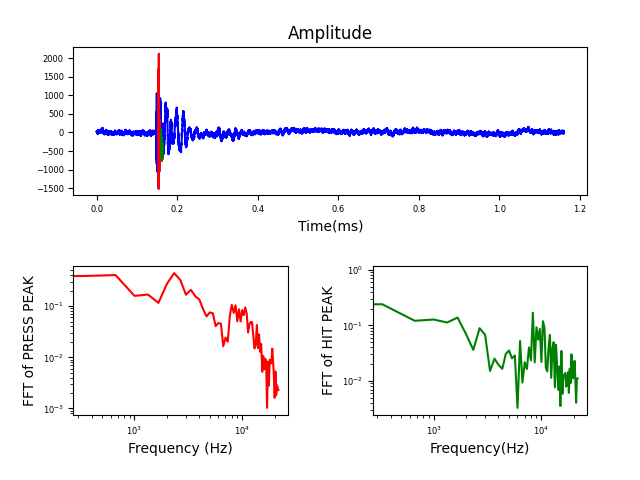 Amplitude
2000
1500
1000
500
0
−500
−1000
−1500
0.0 0.2 0.4 0.6 0.8 1.0 1.2
Time(ms)
FFT of PRESS PEAK
10⁻¹
10⁻²
10⁻³
10³ 10⁴
Frequency (Hz)
FFT of HIT PEAK
10⁰
10⁻¹
10⁻²
10³ 10⁴
Frequency(Hz)